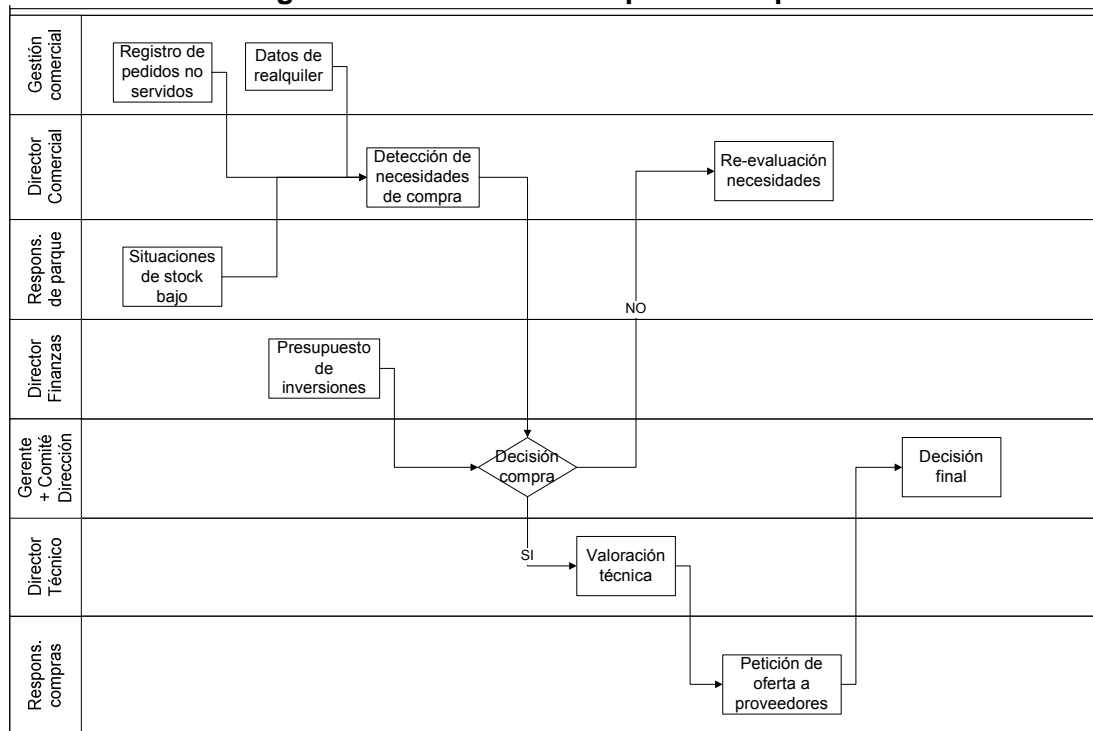 Gestión
comercial
Registro de
pedidos no
servidos
Datos de
realquiler
Director
Comercial
Detección de
necesidades
de compra
Re-evaluación
necesidades
Respons.
de parque
Situaciones
de stock
bajo
NO
Director
Finanzas
Presupuesto
de
inversiones
Gerente
+ Comité
Dirección
Decisión
compra
Decisión
final
Director
Técnico
SI
Valoración
técnica
Respons.
compras
Petición de
oferta a
proveedores